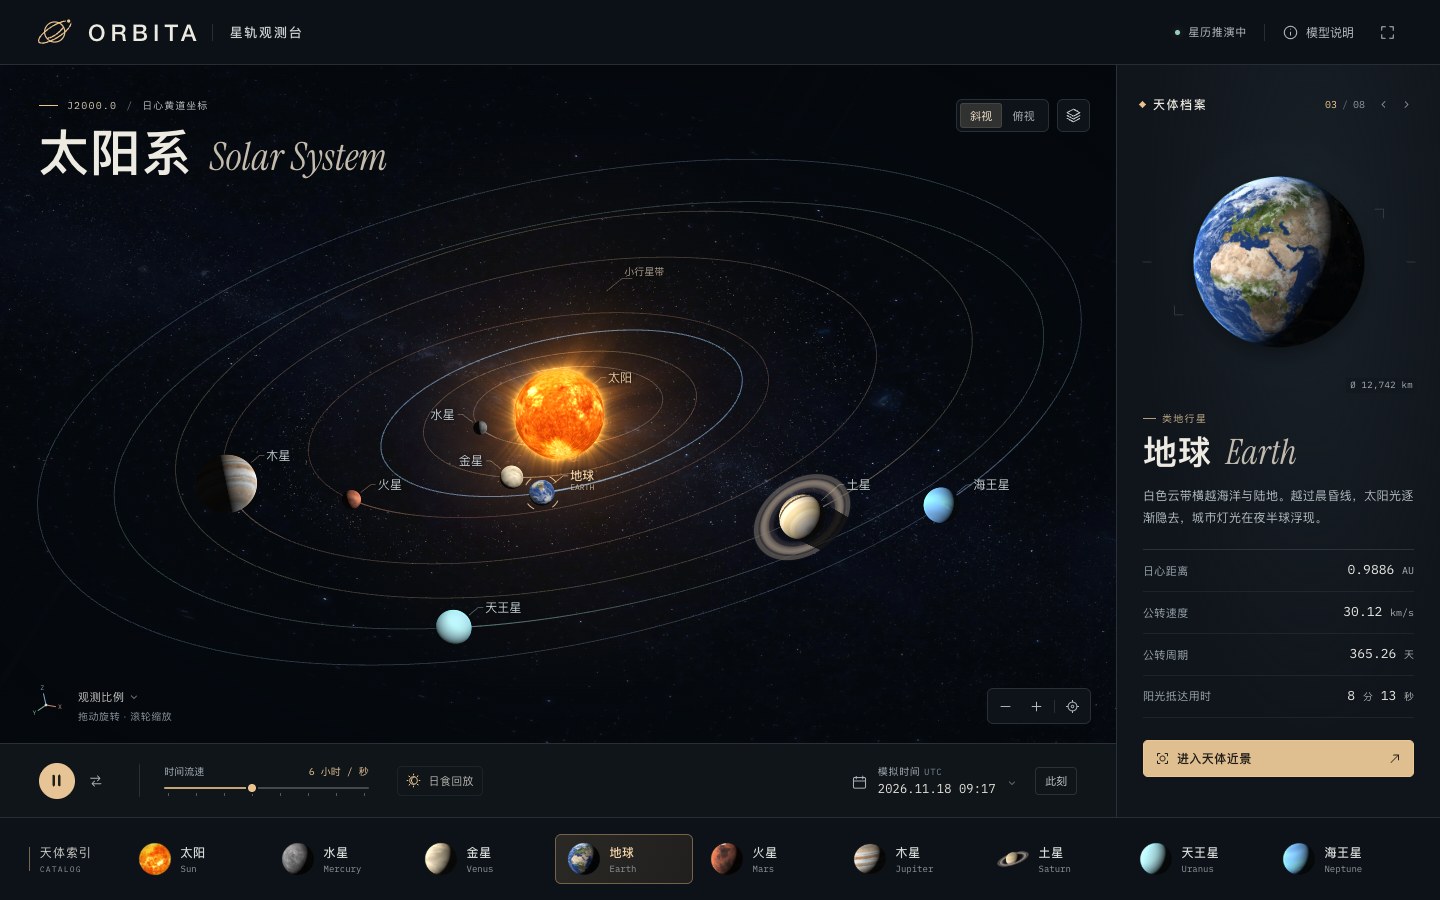 ORBITA
星轨观测台
星历推演中
模型说明
J2000.0 / 日心黄道坐标
太阳系 Solar System
斜视 俯视
小行星带
太阳
水星
金星
地球
EARTH
木星
火星
土星
海王星
天王星
Z
Y
X
观测比例
拖动旋转 · 滚轮缩放
天体档案
03 / 08
Ø 12,742 km
类地行星
地球 Earth
白色云带横越海洋与陆地。越过晨昏线，太阳光逐
渐隐去，城市灯光在夜半球浮现。
日心距离 0.9886 AU
公转速度 30.12 km/s
公转周期 365.26 天
阳光抵达用时 8 分 13 秒
进入天体近景
时间流速 6 小时 / 秒
日食回放
模拟时间 UTC
2026.11.18 09:17
此刻
天体索引
CATALOG
太阳
Sun
水星
Mercury
金星
Venus
地球
Earth
火星
Mars
木星
Jupiter
土星
Saturn
天王星
Uranus
海王星
Neptune